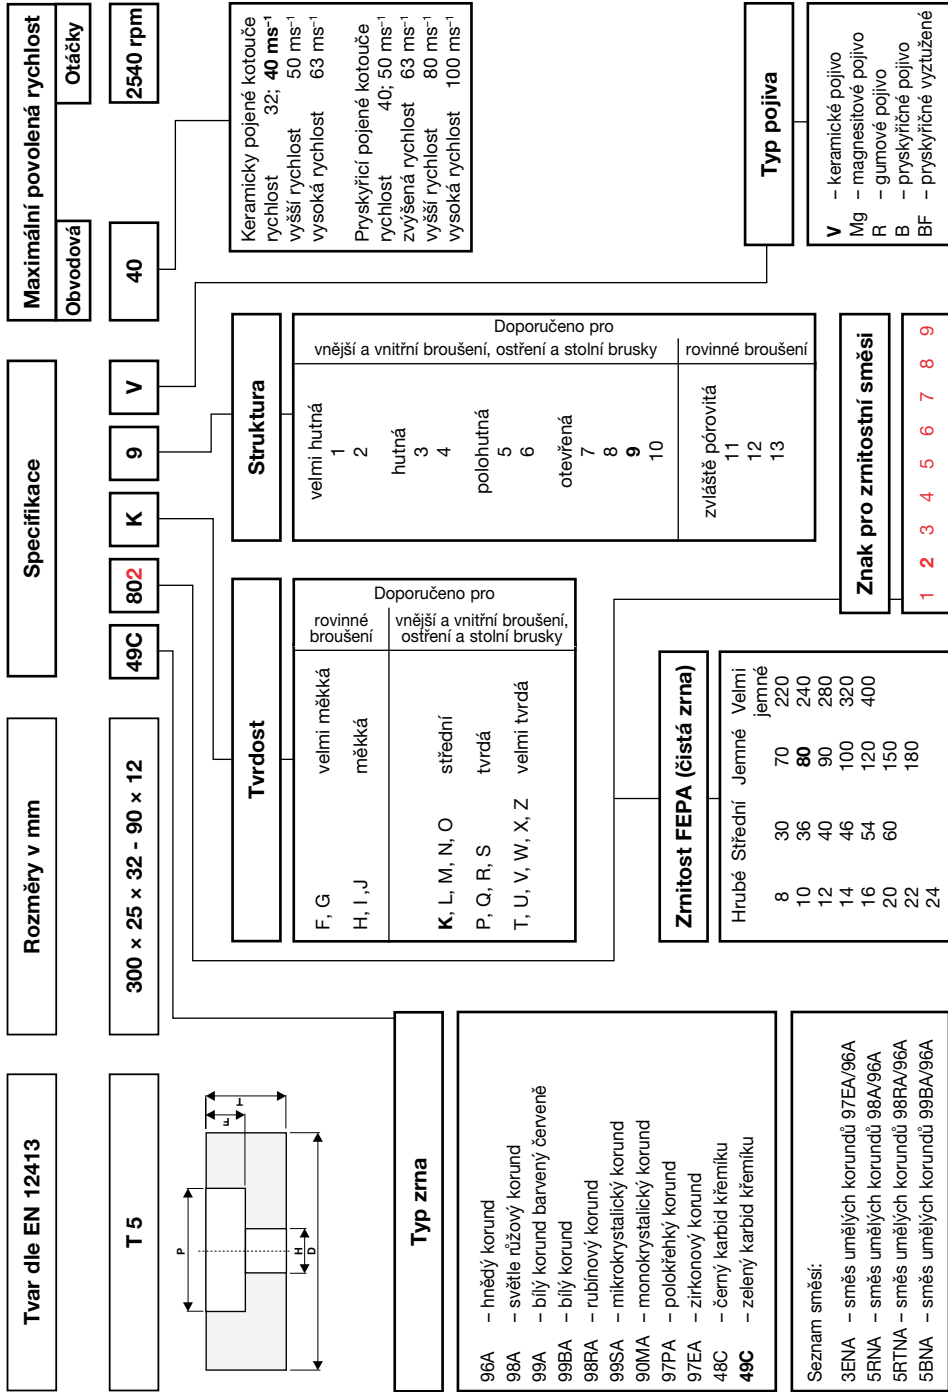 Tvar dle EN 12413
Rozměry v mm
Specifikace
Maximální povolená rychlost
Obvodová
Otáčky
T 5
300 × 25 × 32 - 90 × 12
49C
802
K
9
V
40
2540 rpm
P
F
T
H
D
Keramicky pojené kotouče
rychlost 32; 40 ms⁻¹
vyšší rychlost 50 ms⁻¹
vysoká rychlost 63 ms⁻¹
Pryskyřicí pojené kotouče
rychlost 40; 50 ms⁻¹
zvýšená rychlost 63 ms⁻¹
vyšší rychlost 80 ms⁻¹
vysoká rychlost 100 ms⁻¹
Tvrdost
Doporučeno pro
F, G velmi měkká
H, I ,J měkká
rovinné
broušení
K, L, M, N, O střední
P, Q, R, S tvrdá
T, U, V, W, X, Z velmi tvrdá
vnější a vnitřní broušení,
ostření a stolní brusky
Struktura
Doporučeno pro
vnější a vnitřní broušení, ostření a stolní brusky
velmi hutná
1
2
hutná
3
4
polohutná
5
6
otevřená
7
8
9
10
rovinné broušení
zvláště pórovitá
11
12
13
Typ pojiva
V – keramické pojivo
Mg – magnesitové pojivo
R – gumové pojivo
B – pryskyřičné pojivo
BF – pryskyřičné vyztužené
Typ zrna
96A – hnědý korund
98A – světle růžový korund
99A – bílý korund barvený červeně
99BA – bílý korund
98RA – rubínový korund
99SA – mikrokrystalický korund
90MA – monokrystalický korund
97PA – polokřehký korund
97EA – zirkonový korund
48C – černý karbid křemíku
49C – zelený karbid křemíku
Zrnitost FEPA (čistá zrna)
Hrubé Střední Jemné Velmi
jemné
8 30 70 220
10 36 80 240
12 40 90 280
14 46 100 320
16 54 120 400
20 60 150
22 180
24
Znak pro zrnitostní směsi
1 2 3 4 5 6 7 8 9
Seznam směsí:
3ENA – směs umělých korundů 97EA/96A
5RNA – směs umělých korundů 98A/96A
5RTNA – směs umělých korundů 98RA/96A
5BNA – směs umělých korundů 99BA/96A